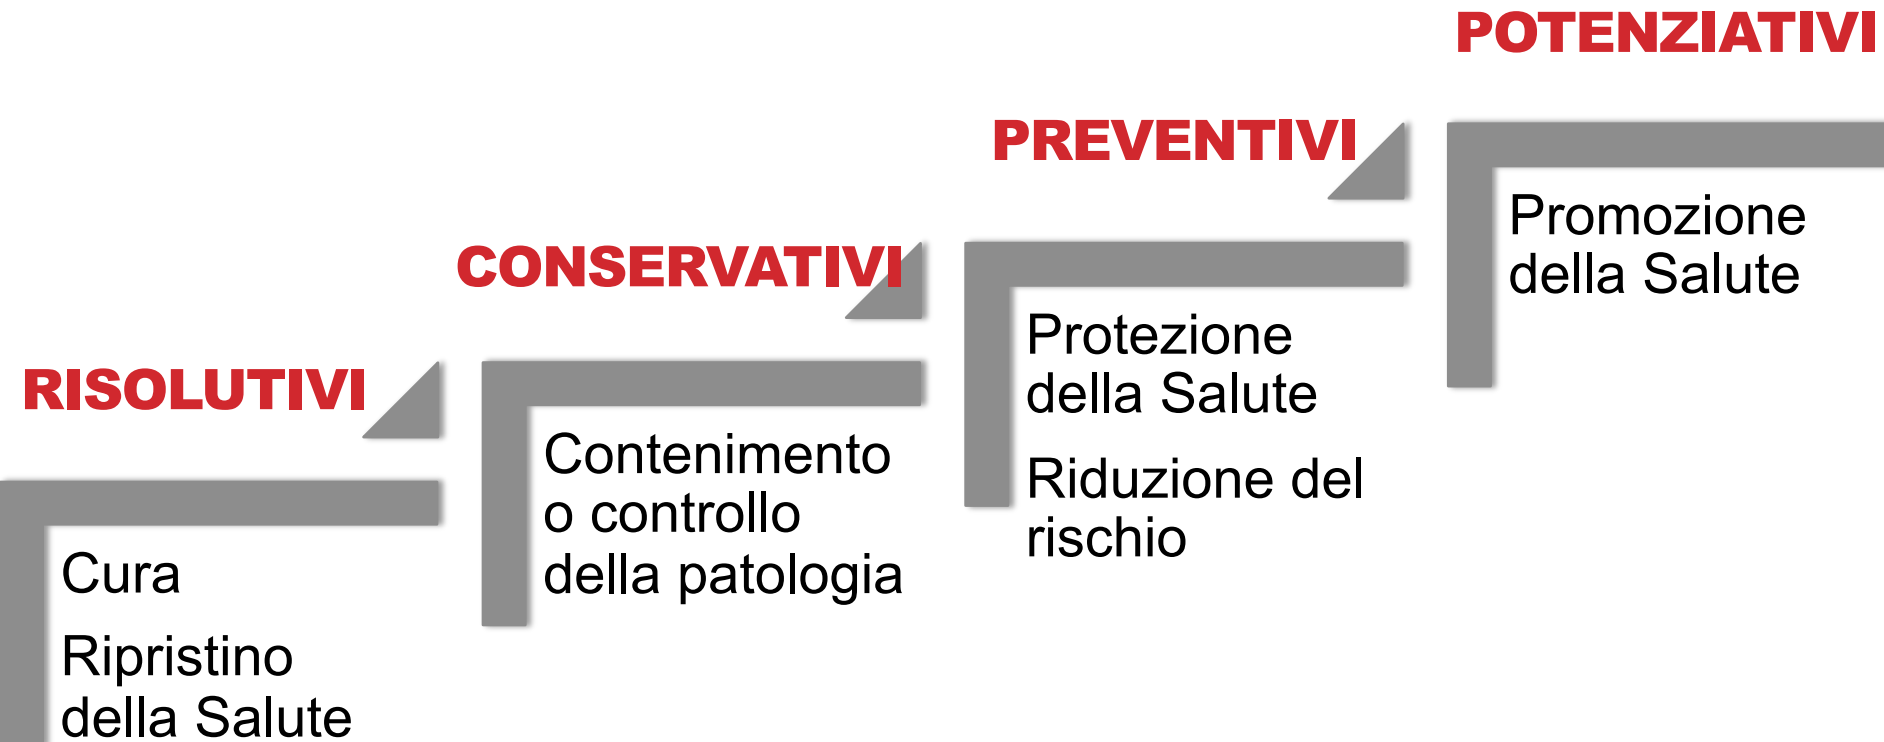 RISOLUTIVI
Cura
Ripristino
della Salute
CONSERVATIVI
Contenimento
o controllo
della patologia
PREVENTIVI
Protezione
della Salute
Riduzione del
rischio
POTENZIATIVI
Promozione
della Salute